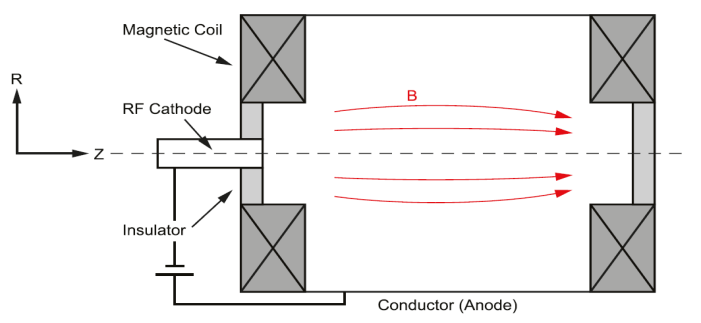 Magnetic Coil
R
B
RF Cathode
Z
Insulator
Conductor (Anode)